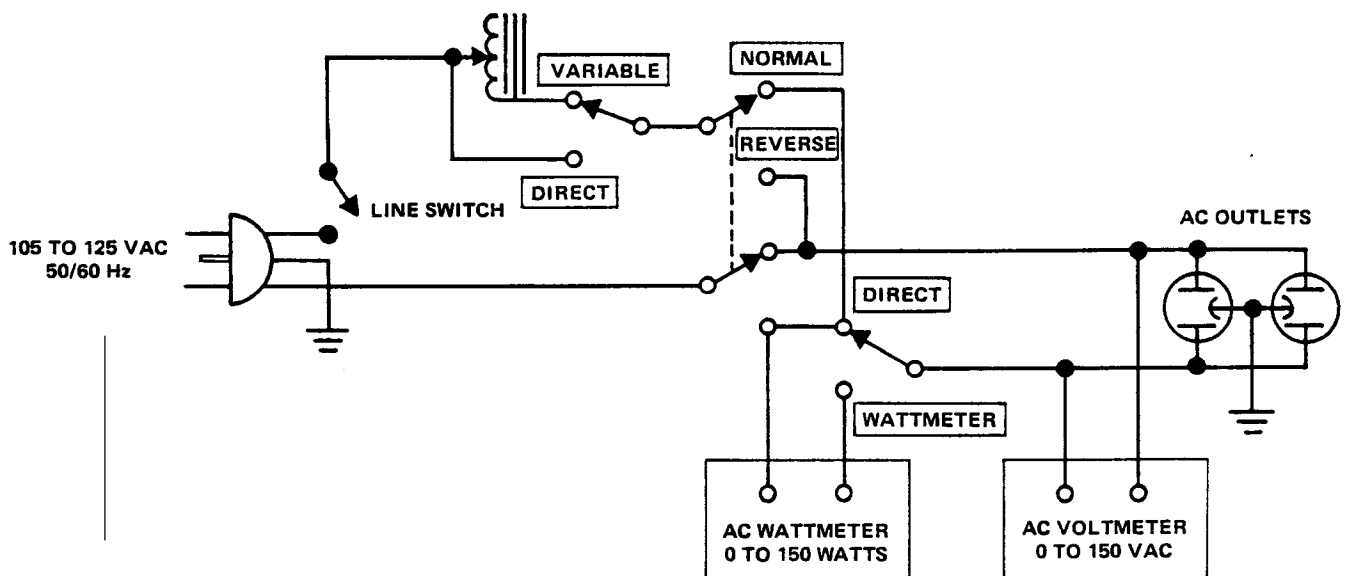 VARIABLE
NORMAL
REVERSE
DIRECT
LINE SWITCH
105 TO 125 VAC
50/60 Hz
AC OUTLETS
DIRECT
WATTMETER
AC WATTMETER
0 TO 150 WATTS
AC VOLTMETER
0 TO 150 VAC